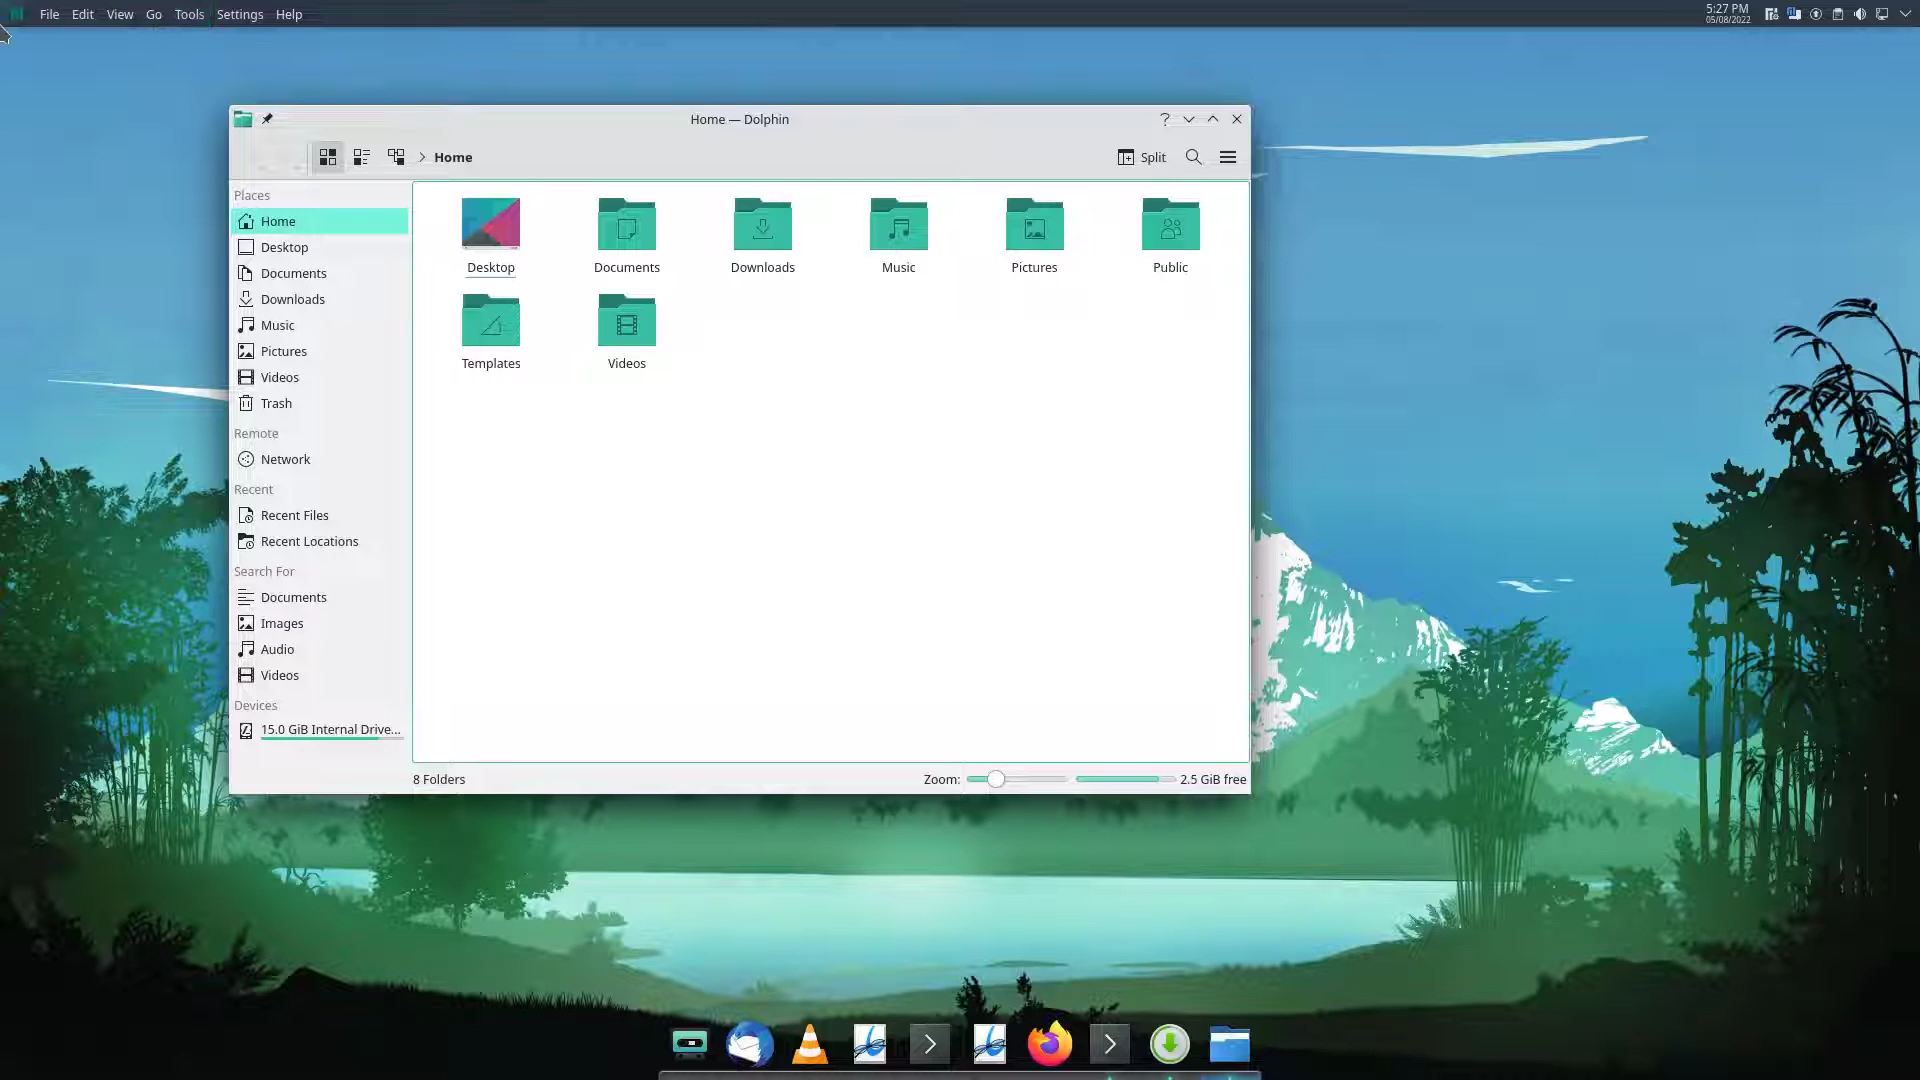 File Edit View Go Tools Settings Help
5:27 PM
05/08/2022
Home — Dolphin
Home
Split
Places
Home
Desktop
Documents
Downloads
Music
Pictures
Videos
Trash
Remote
Network
Recent
Recent Files
Recent Locations
Search For
Documents
Images
Audio
Videos
Devices
15.0 GiB Internal Drive...
Desktop Documents Downloads Music Pictures Public
Templates Videos
8 Folders
Zoom:
2.5 GiB free